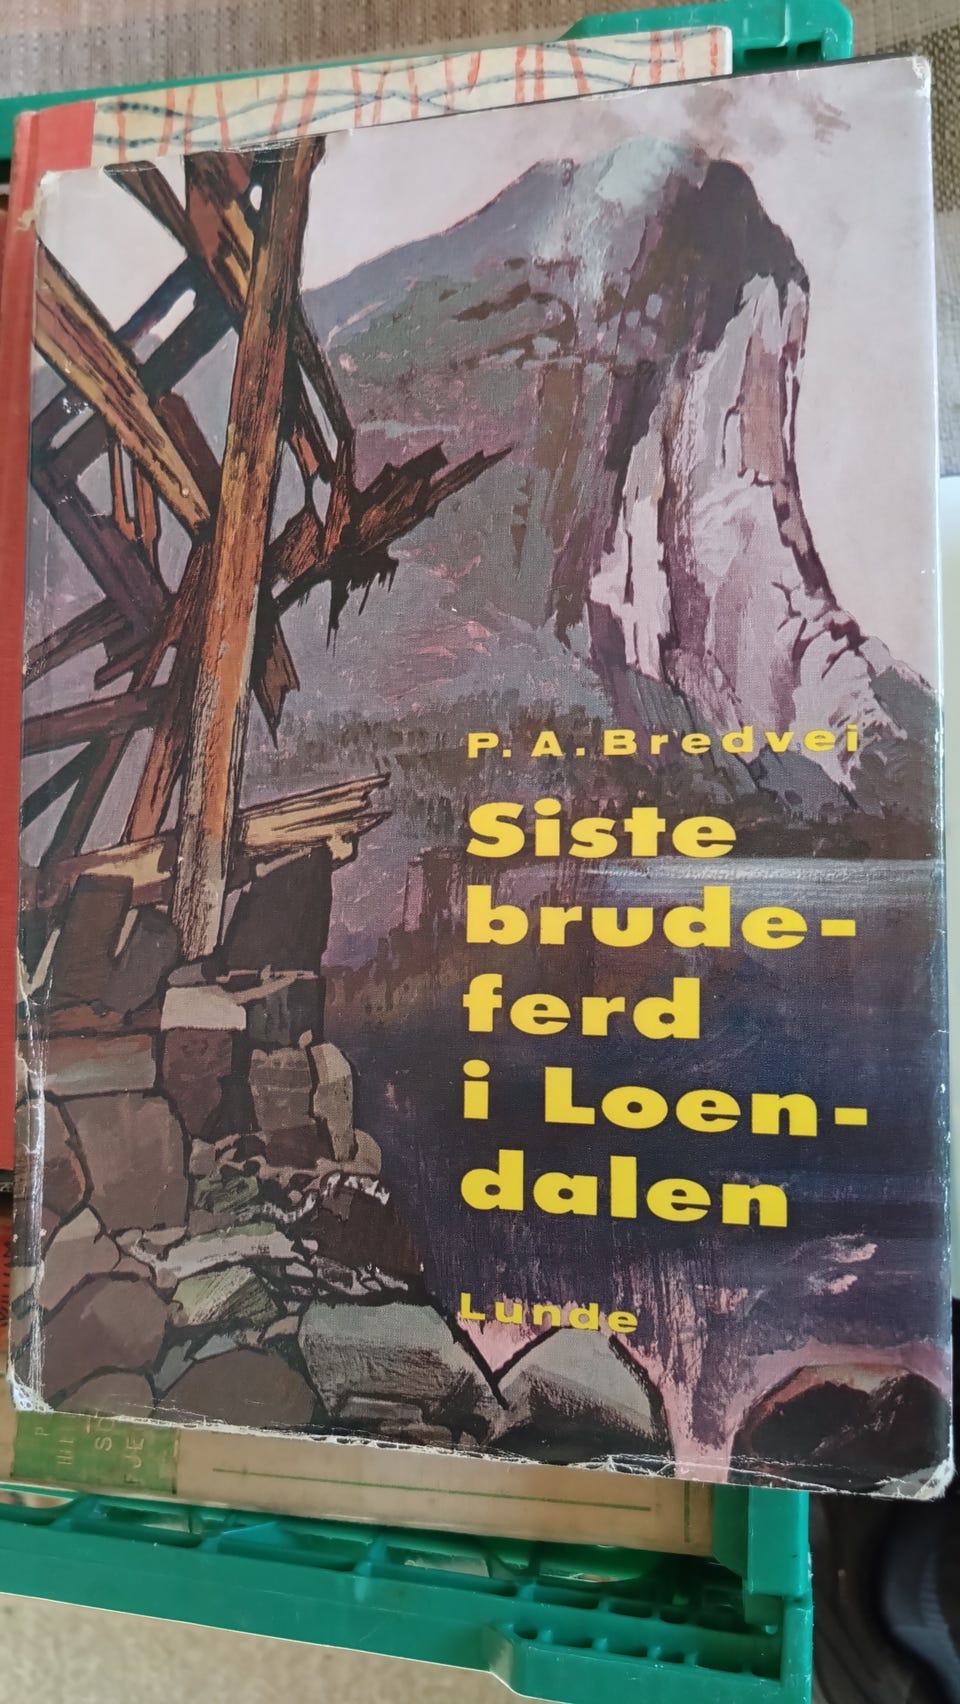 P. A. Bredvei
Siste
brude-
ferd
i Loen-
dalen
Lunde